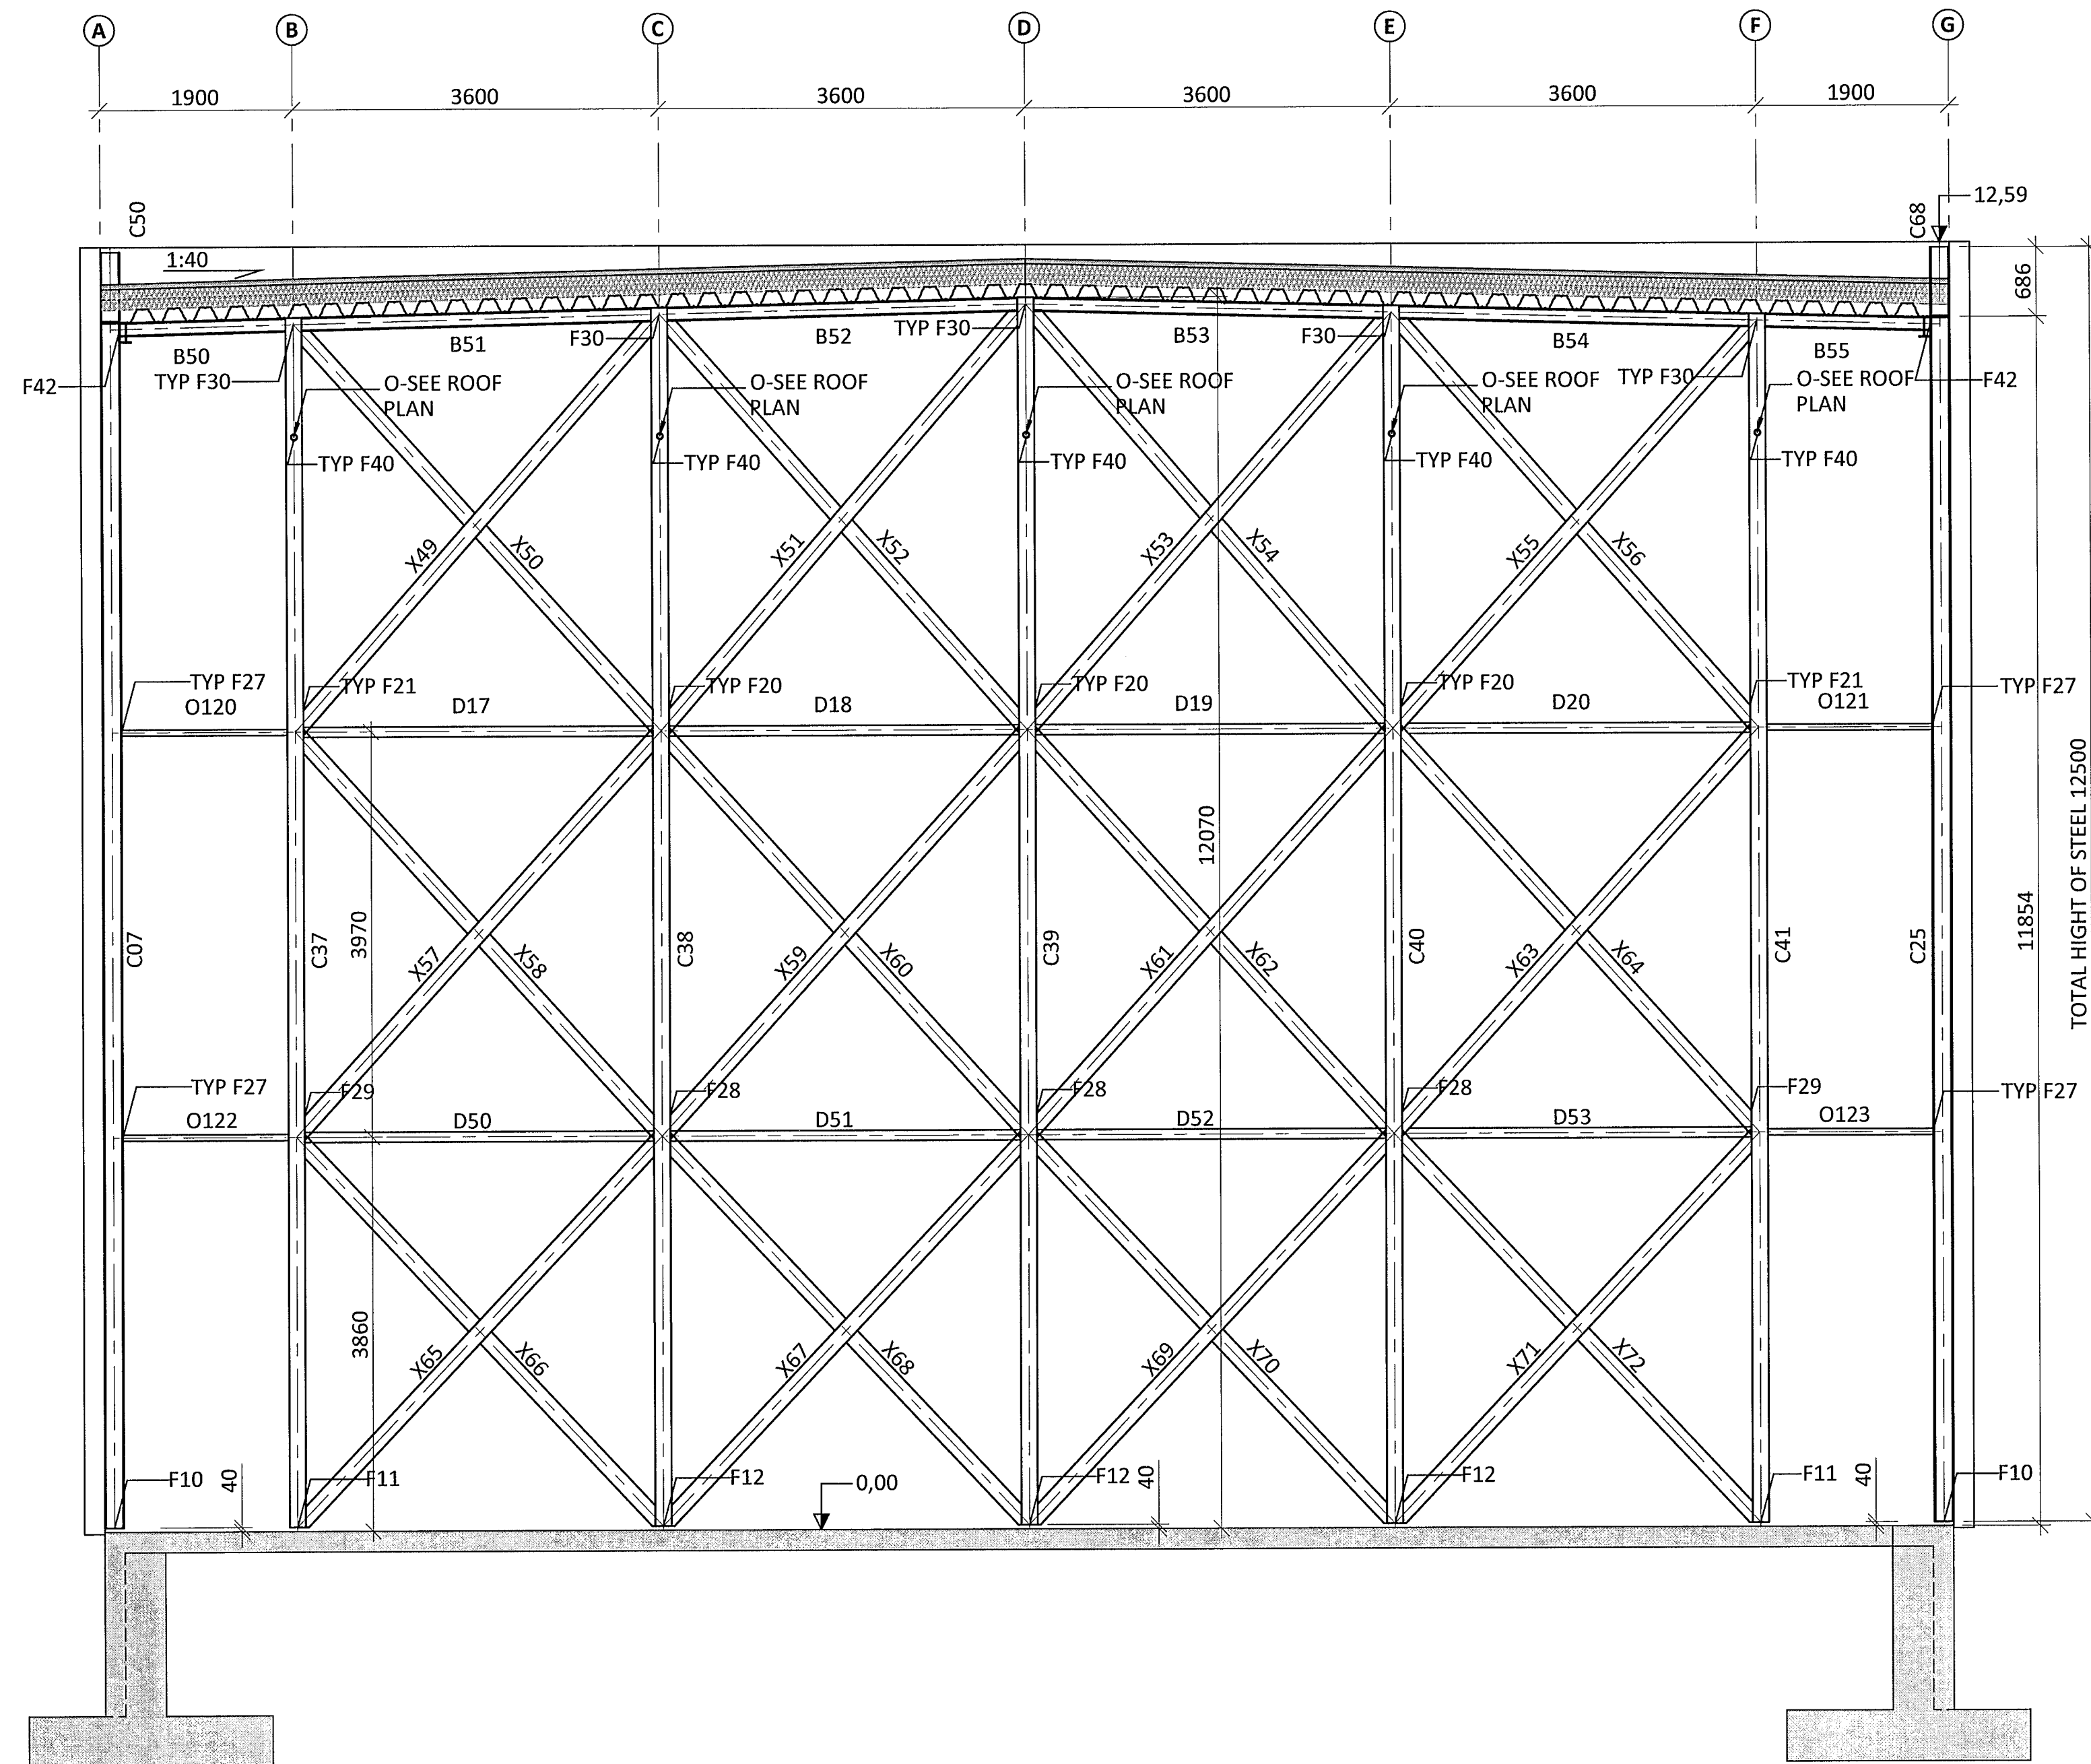 A B C D E F G
1900 3600 3600 3600 3600 1900
C50 C68 12,59
1:40
686
B50 B51 F30 B52 TYP F30 B53 F30 B54 B55
F42 TYP F30 TYP F30 F42
O-SEE ROOF O-SEE ROOF O-SEE ROOF O-SEE ROOF O-SEE ROOF
PLAN PLAN PLAN PLAN PLAN
TYP F40 TYP F40 TYP F40 TYP F40 TYP F40
X49 X50 X51 X52 X53 X54 X55 X56
TYP F27 TYP F21 TYP F20 TYP F20 TYP F20 TYP F21 TYP F27
O120 D17 D18 D19 D20 O121
12070
TOTAL HIGH OF STEEL 12500
C07 C37 3970 C38 C39 C40 C41 C25 11854
X57 X58 X59 X60 X61 X62 X63 X64
TYP F27 F29 F28 F28 F28 F29 TYP F27
O122 D50 D51 D52 D53 O123
3860
X65 X66 X67 X68 X69 X70 X71 X72
F10 40 F11 F12 0,00 F12 40 F12 F11 40 F10